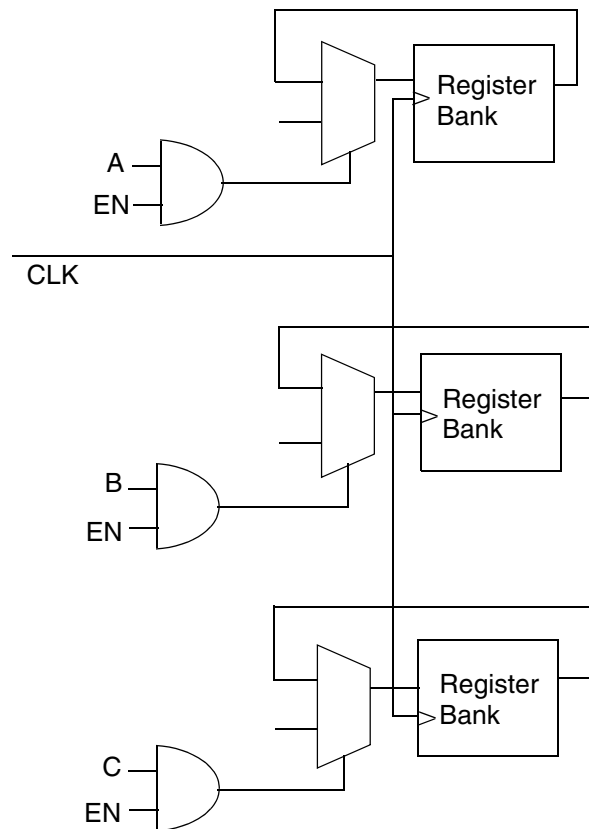 Register
Bank
A
EN
CLK
Register
Bank
B
EN
Register
Bank
C
EN